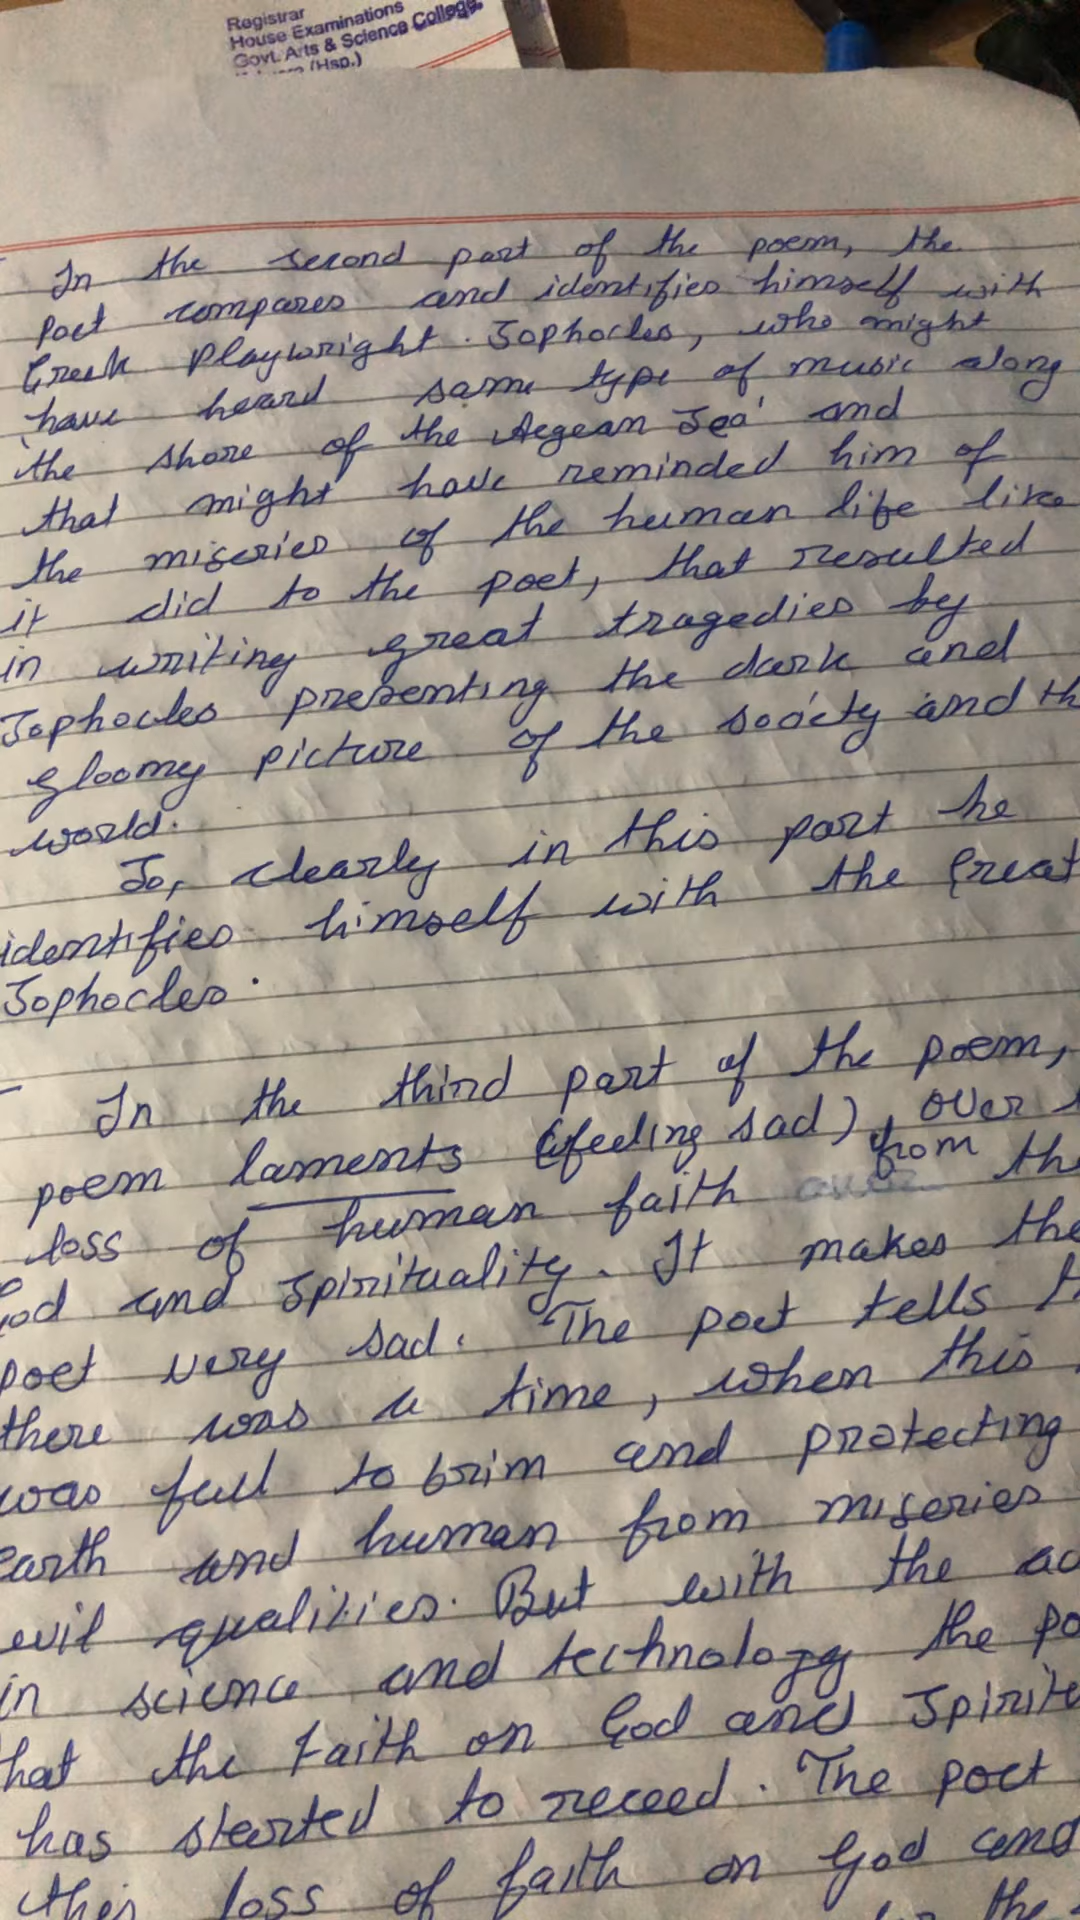 Registrar
House Examinations
Govt. Arts & Science College,
(Hsp.)
In the second part of the poem, the
Poet compares and identifies himself with
Greek Playwright. Sophocles, who might
have heard same type of music along
the shore of the Aegean Sea' and
that might have reminded him of
the miseries of the human life like
it did to the poet, that resulted
in writing great tragedies by
Sophocles presenting the dark and
gloomy picture of the society and th
world.
So, clearly in this part he
identifies himself with the Great
Sophocles.
In the third part of the poem,
poem laments (feeling sad), over
loss of human faith from the
God and Spirituality. It makes the
poet very sad. The poet tells
there was a time, when this
was full to brim and protecting
earth and human from miseries
evil qualities. But with the ad
in science and technology the po
that the faith on God and Spirit
has started to receed. The poet
this loss of faith on God and
the